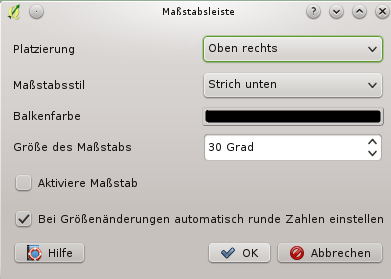 Maßstabsleiste
Platzierung Oben rechts
Maßstabsstil Strich unten
Balkenfarbe
Größe des Maßstabs 30 Grad
Aktiviere Maßstab
Bei Größenänderungen automatisch runde Zahlen einstellen
Hilfe OK Abbrechen